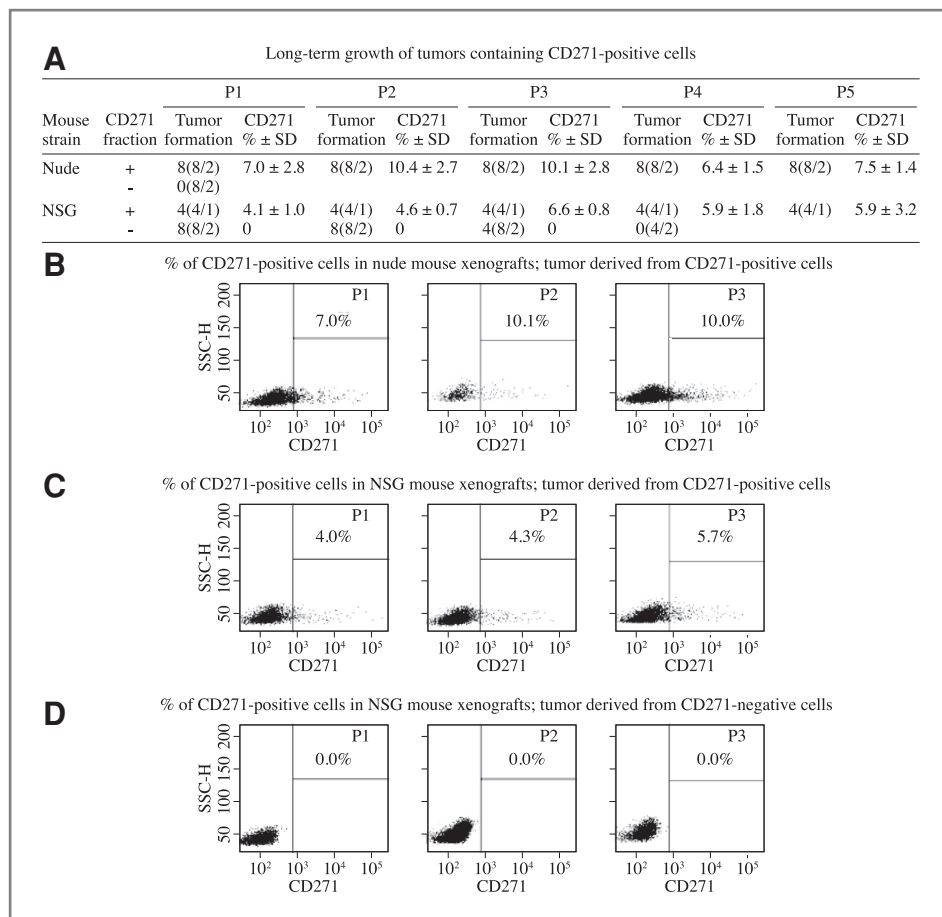 A
Long-term growth of tumors containing CD271-positive cells
P1 P2 P3 P4 P5
Mouse CD271 Tumor CD271 Tumor CD271 Tumor CD271 Tumor CD271 Tumor CD271
strain fraction formation % ± SD formation % ± SD formation % ± SD formation % ± SD formation % ± SD
Nude + 8(8/2) 7.0 ± 2.8 8(8/2) 10.4 ± 2.7 8(8/2) 10.1 ± 2.8 8(8/2) 6.4 ± 1.5 8(8/2) 7.5 ± 1.4
- 0(8/2)
NSG + 4(4/1) 4.1 ± 1.0 4(4/1) 4.6 ± 0.7 4(4/1) 6.6 ± 0.8 4(4/1) 5.9 ± 1.8 4(4/1) 5.9 ± 3.2
- 8(8/2) 0 8(8/2) 0 4(8/2) 0 0(4/2)
B
% of CD271-positive cells in nude mouse xenografts; tumor derived from CD271-positive cells
P1 P2 P3
7.0% 10.1% 10.0%
SSC-H
200
150
100
50
10² 10³ 10⁴ 10⁵ 10² 10³ 10⁴ 10⁵ 10² 10³ 10⁴ 10⁵
CD271 CD271 CD271
C
% of CD271-positive cells in NSG mouse xenografts; tumor derived from CD271-positive cells
P1 P2 P3
4.0% 4.3% 5.7%
SSC-H
200
150
100
50
10² 10³ 10⁴ 10⁵ 10² 10³ 10⁴ 10⁵ 10² 10³ 10⁴ 10⁵
CD271 CD271 CD271
D
% of CD271-positive cells in NSG mouse xenografts; tumor derived from CD271-negative cells
P1 P2 P3
0.0% 0.0% 0.0%
SSC-H
200
150
100
50
10² 10³ 10⁴ 10⁵ 10² 10³ 10⁴ 10⁵ 10² 10³ 10⁴ 10⁵
CD271 CD271 CD271